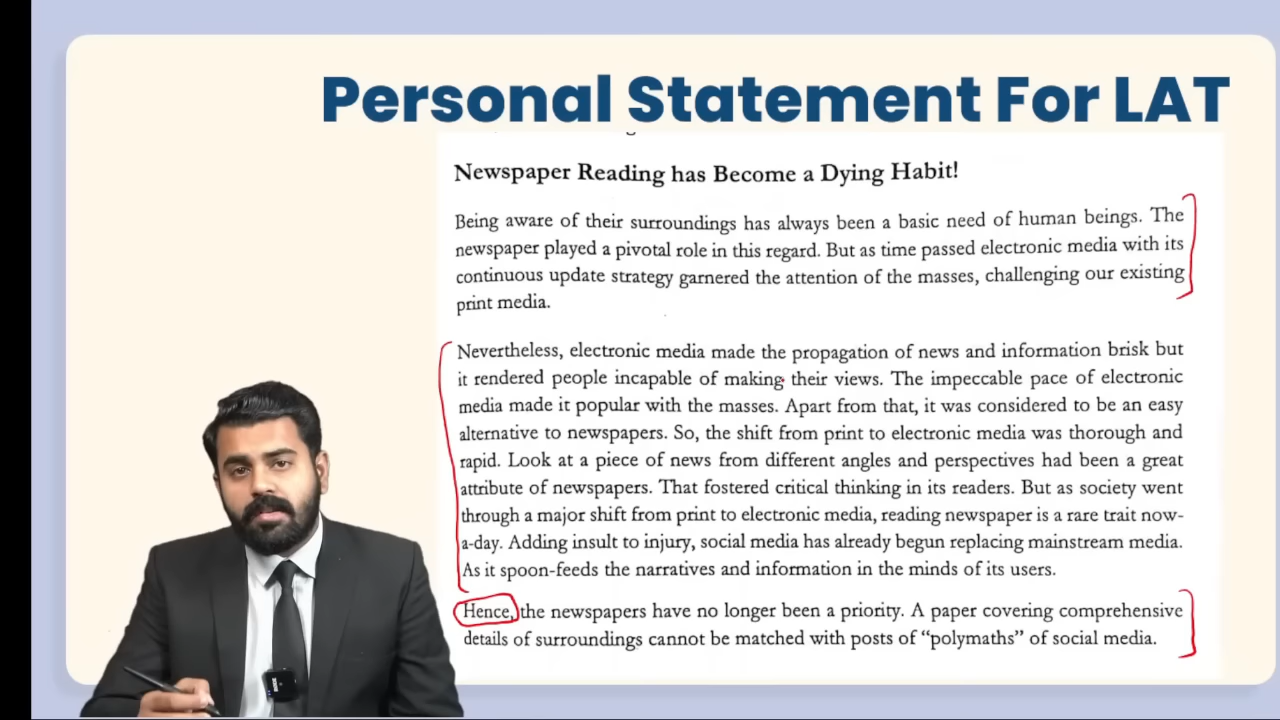 Personal Statement For LAT
Newspaper Reading has Become a Dying Habit!
Being aware of their surroundings has always been a basic need of human beings. The
newspaper played a pivotal role in this regard. But as time passed electronic media with its
continuous update strategy garnered the attention of the masses, challenging our existing
print media.
Nevertheless, electronic media made the propagation of news and information brisk but
it rendered people incapable of making their views. The impeccable pace of electronic
media made it popular with the masses. Apart from that, it was considered to be an easy
alternative to newspapers. So, the shift from print to electronic media was thorough and
rapid. Look at a piece of news from different angles and perspectives had been a great
attribute of newspapers. That fostered critical thinking in its readers. But as society went
through a major shift from print to electronic media, reading newspaper is a rare trait now-
a-day. Adding insult to injury, social media has already begun replacing mainstream media.
As it spoon-feeds the narratives and information in the minds of its users.
Hence, the newspapers have no longer been a priority. A paper covering comprehensive
details of surroundings cannot be matched with posts of “polymaths” of social media.